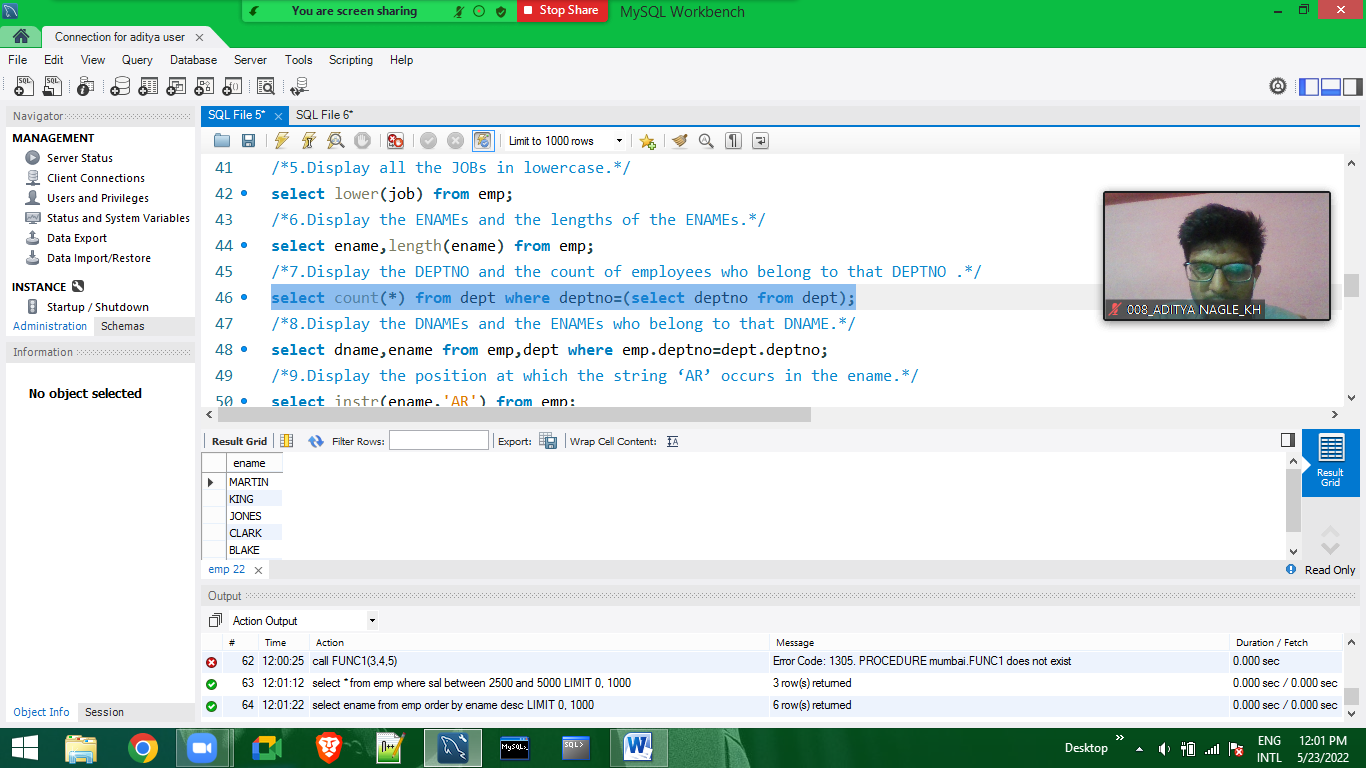 You are screen sharing
Stop Share
MySQL Workbench
Connection for aditya user
File Edit View Query Database Server Tools Scripting Help
Navigator
MANAGEMENT
Server Status
Client Connections
Users and Privileges
Status and System Variables
Data Export
Data Import/Restore
INSTANCE
Startup / Shutdown
Administration Schemas
Information
No object selected
Object Info Session
SQL File 5* SQL File 6*
Limit to 1000 rows
41 /*5.Display all the JOBs in lowercase.*/
42 select lower(job) from emp;
43 /*6.Display the ENAMEs and the lengths of the ENAMEs.*/
44 select ename,length(ename) from emp;
45 /*7.Display the DEPTNO and the count of employees who belong to that DEPTNO .*/
46 select count(*) from dept where deptno=(select deptno from dept);
47 /*8.Display the DNAMEs and the ENAMEs who belong to that DNAME.*/
48 select dname,ename from emp,dept where emp.deptno=dept.deptno;
49 /*9.Display the position at which the string ‘AR’ occurs in the ename.*/
50 select instr(ename,'AR') from emp;
008_ADITYA NAGLE_KH
Result Grid Filter Rows: Export: Wrap Cell Content:
ename
MARTIN
KING
JONES
CLARK
BLAKE
Result
Grid
emp 22
Read Only
Output
Action Output
# Time Action Message Duration / Fetch
62 12:00:25 call FUNC1(3,4,5) Error Code: 1305. PROCEDURE mumbai.FUNC1 does not exist 0.000 sec
63 12:01:12 select * from emp where sal between 2500 and 5000 LIMIT 0, 1000 3 row(s) returned 0.000 sec / 0.000 sec
64 12:01:22 select ename from emp order by ename desc LIMIT 0, 1000 6 row(s) returned 0.000 sec / 0.000 sec
Desktop
ENG
INTL
12:01 PM
5/23/2022